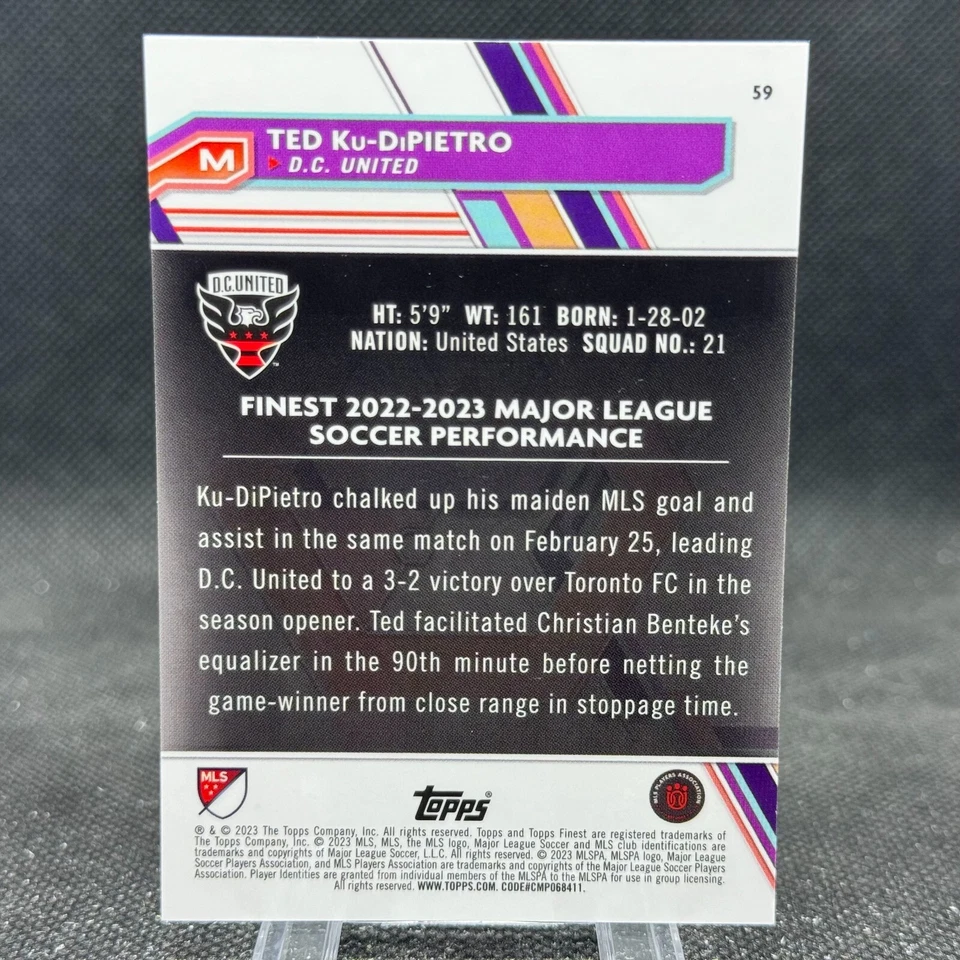 59
M
TED KU-DIPIETRO
D.C. UNITED
D.C.UNITED
HT: 5'9" WT: 161 BORN: 1-28-02
NATION: United States SQUAD NO.: 21
FINEST 2022-2023 MAJOR LEAGUE
SOCCER PERFORMANCE
Ku-DiPietro chalked up his maiden MLS goal and
assist in the same match on February 25, leading
D.C. United to a 3-2 victory over Toronto FC in the
season opener. Ted facilitated Christian Benteke's
equalizer in the 90th minute before netting the
game-winner from close range in stoppage time.
MLS
topps®
MLS PLAYERS ASSOCIATION
® & © 2023 The Topps Company, Inc. All rights reserved. Topps and Topps Finest are registered trademarks of
The Topps Company, Inc. © 2023 MLS, MLS, the MLS logo, Major League Soccer and MLS club identifications are
trademarks and copyrights of Major League Soccer, L.L.C. All rights reserved. © 2023 MLSPA, MLSPA logo, Major League
Soccer Players Association, and MLS Players Association are trademarks and copyrights of the Major League Soccer Players
Association. Player Identities are granted from individual members of the MLSPA to the MLSPA for use in group licensing.
All rights reserved. WWW.TOPPS.COM. CODE#CMP068411.